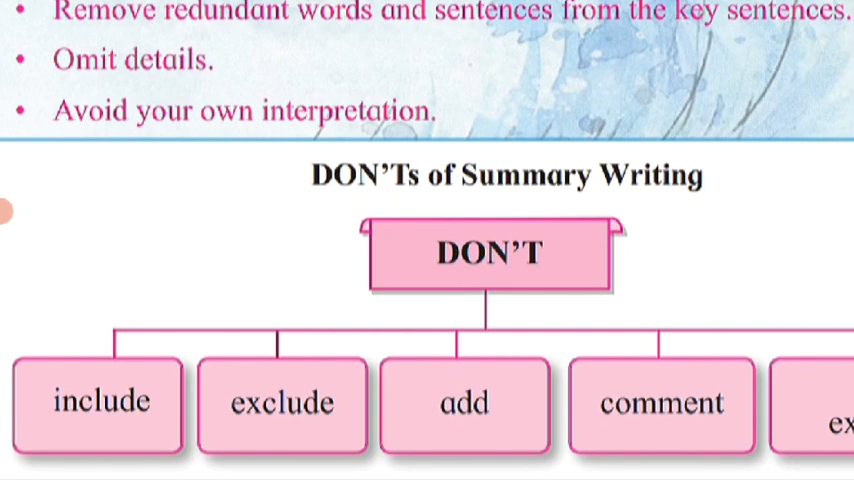 • Remove redundant words and sentences from the key sentences.
• Omit details.
• Avoid your own interpretation.
DON'Ts of Summary Writing
DON'T
include exclude add comment